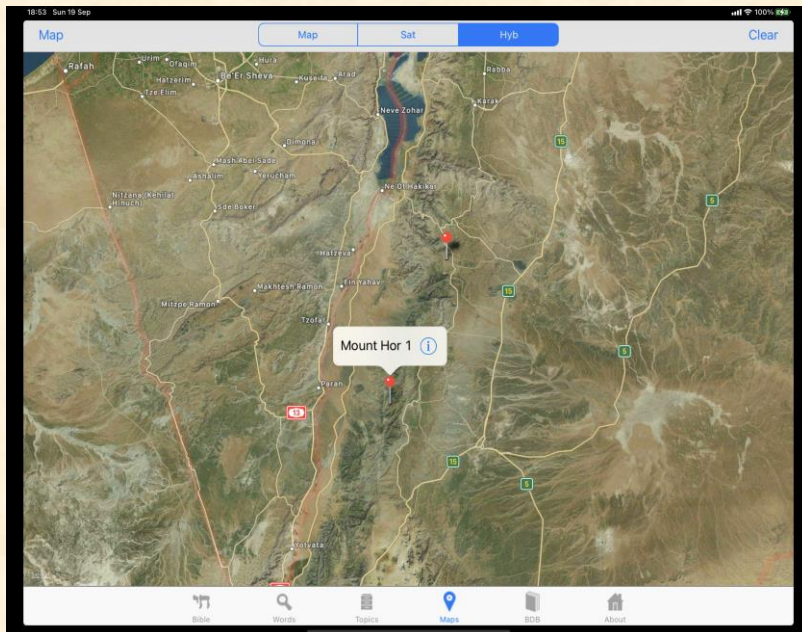 18:53 Sun 19 Sep
100%
Map
Map
Sat
Hyb
Clear
Rafah
Urim
Ofaqim
Hura
Hatzerim
Be'Er Sheva
Kuseifa
Arad
Rabba
Tze'Elim
Karak
Neve Zohar
15
Dimona
Mash'Abei Sade
Ashalim
Yerucham
Ne'Ot Hakikar
Nitzana (Kehilat
Hinuch)
5
Sde Boker
Hatzeva
Makhtesh Ramon
Ein Yahav
15
Mitzpe Ramon
Tzofar
Mount Hor 1
5
Paran
13
15
5
Yotvata
Bible
Words
Topics
Maps
BDB
About